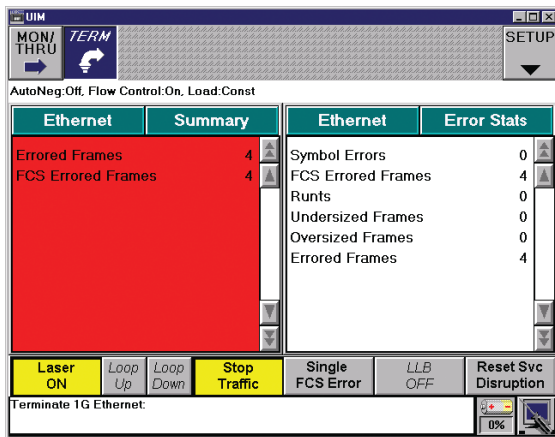 UIM
MON/ THRU
TERM
SETUP
AutoNeg:Off, Flow Control:On, Load:Const
Ethernet Summary
Errored Frames 4
FCS Errored Frames 4
Ethernet Error Stats
Symbol Errors 0
FCS Errored Frames 4
Runts 0
Undersized Frames 0
Oversized Frames 0
Errored Frames 4
Laser ON
Loop Up
Loop Down
Stop Traffic
Single FCS Error
LLB OFF
Reset Svc Disruption
Terminate 1G Ethernet:
0%